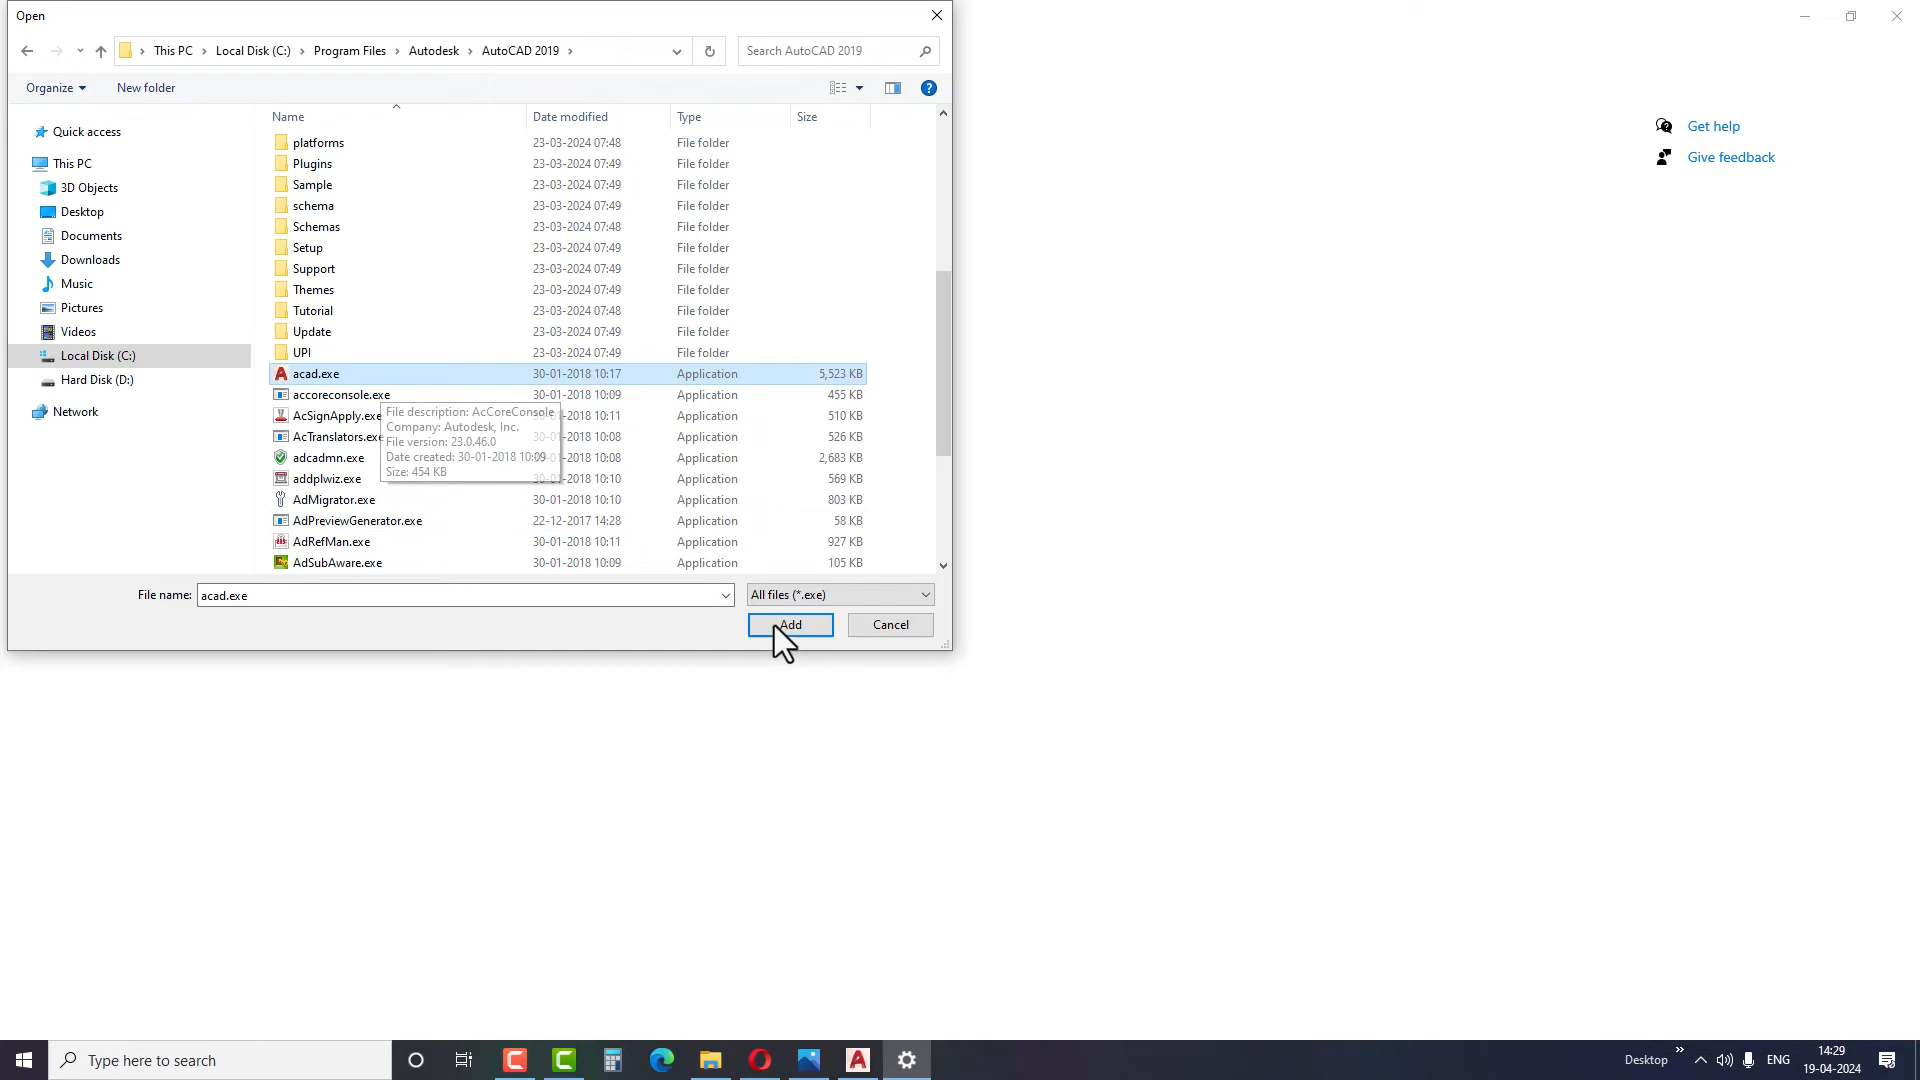 Open
This PC > Local Disk (C:) > Program Files > Autodesk > AutoCAD 2019 >
Search AutoCAD 2019
Organize
New folder
?
Name Date modified Type Size
Quick access
This PC
3D Objects
Desktop
Documents
Downloads
Music
Pictures
Videos
Local Disk (C:)
Hard Disk (D:)
Network
platforms 23-03-2024 07:48 File folder
Plugins 23-03-2024 07:49 File folder
Sample 23-03-2024 07:49 File folder
schema 23-03-2024 07:49 File folder
Schemas 23-03-2024 07:48 File folder
Setup 23-03-2024 07:49 File folder
Support 23-03-2024 07:49 File folder
Themes 23-03-2024 07:49 File folder
Tutorial 23-03-2024 07:48 File folder
Update 23-03-2024 07:49 File folder
UPI 23-03-2024 07:49 File folder
acad.exe 30-01-2018 10:17 Application 5,523 KB
accoreconsole.exe 30-01-2018 10:09 Application 455 KB
AcSignApply.exe 10:11 Application 510 KB
AcTranslators.exe 10:08 Application 526 KB
adcadmn.exe 10:08 Application 2,683 KB
addplwiz.exe 10:10 Application 569 KB
AdMigrator.exe 30-01-2018 10:10 Application 803 KB
AdPreviewGenerator.exe 22-12-2017 14:28 Application 58 KB
AdRefMan.exe 30-01-2018 10:11 Application 927 KB
AdSubAware.exe 30-01-2018 10:09 Application 105 KB
File description: AcCoreConsole
Company: Autodesk, Inc.
File version: 23.0.46.0
Date created: 30-01-2018 10:09
Size: 454 KB
File name: acad.exe
All files (*.exe)
Add
Cancel
Get help
Give feedback
Type here to search
Desktop
ENG
14:29
19-04-2024